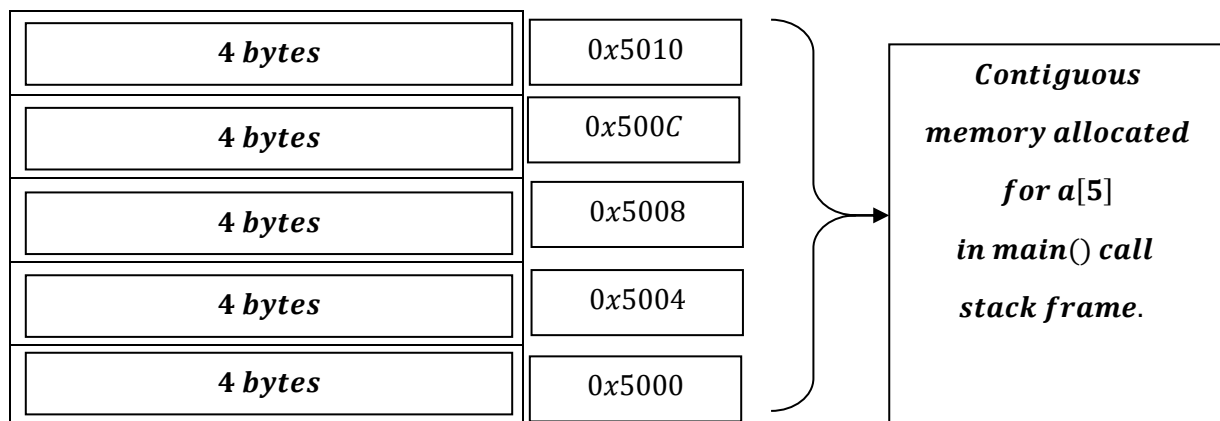 4 bytes 0x5010
4 bytes 0x500C
4 bytes 0x5008
4 bytes 0x5004
4 bytes 0x5000
Contiguous
memory allocated
for a[5]
in main() call
stack frame.